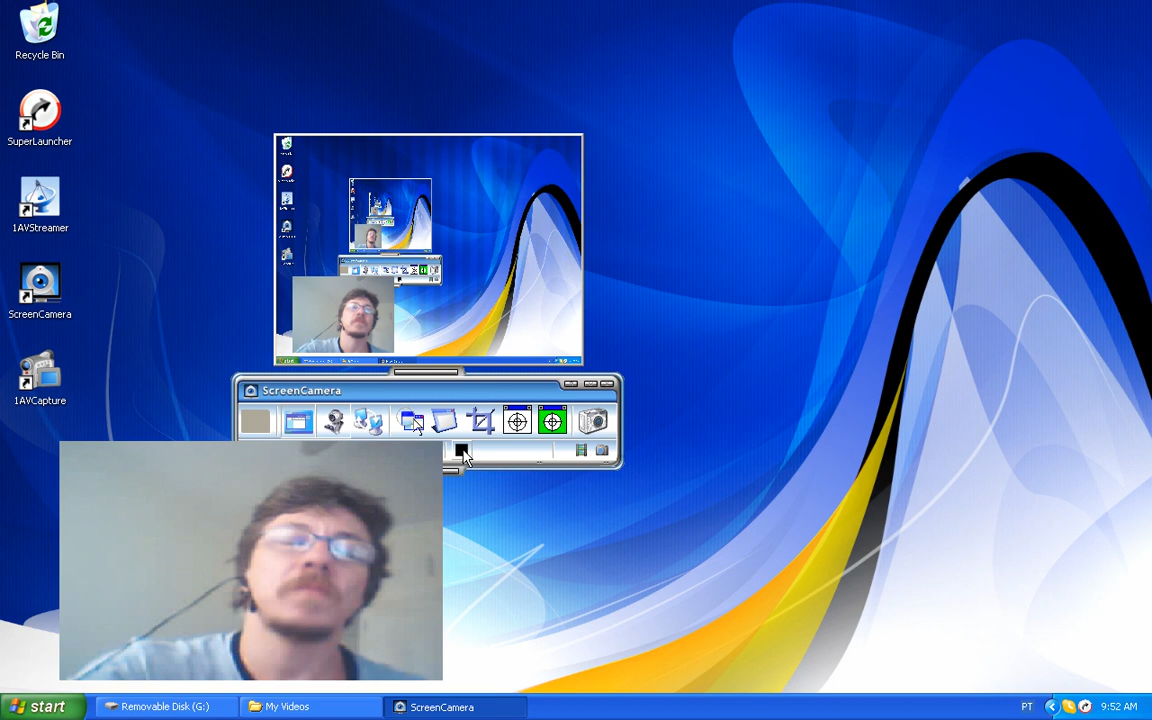 Recycle Bin
SuperLauncher
1AVStreamer
ScreenCamera
1AVCapture
ScreenCamera
start
Removable Disk (G:)
My Videos
ScreenCamera
PT
9:52 AM